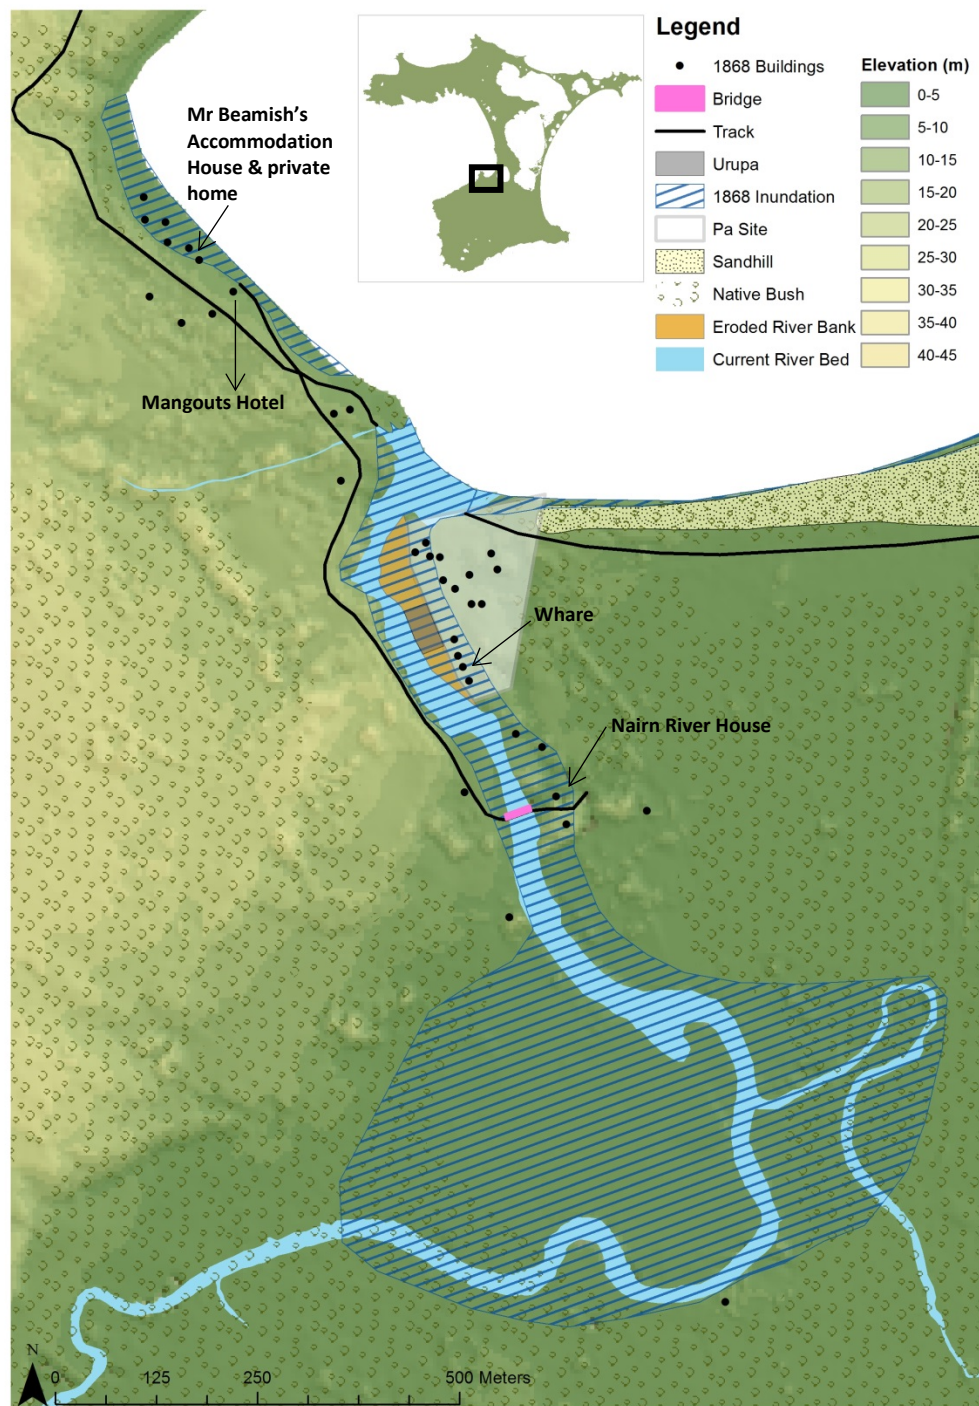 Legend
1868 Buildings
Bridge
Track
Urupa
1868 Inundation
Pa Site
Sandhill
Native Bush
Eroded River Bank
Current River Bed
Elevation (m)
0-5
5-10
10-15
15-20
20-25
25-30
30-35
35-40
40-45
Mr Beamish's
Accommodation
House & private
home
Mangouts Hotel
Whare
Nairn River House
N
0 125 250 500 Meters